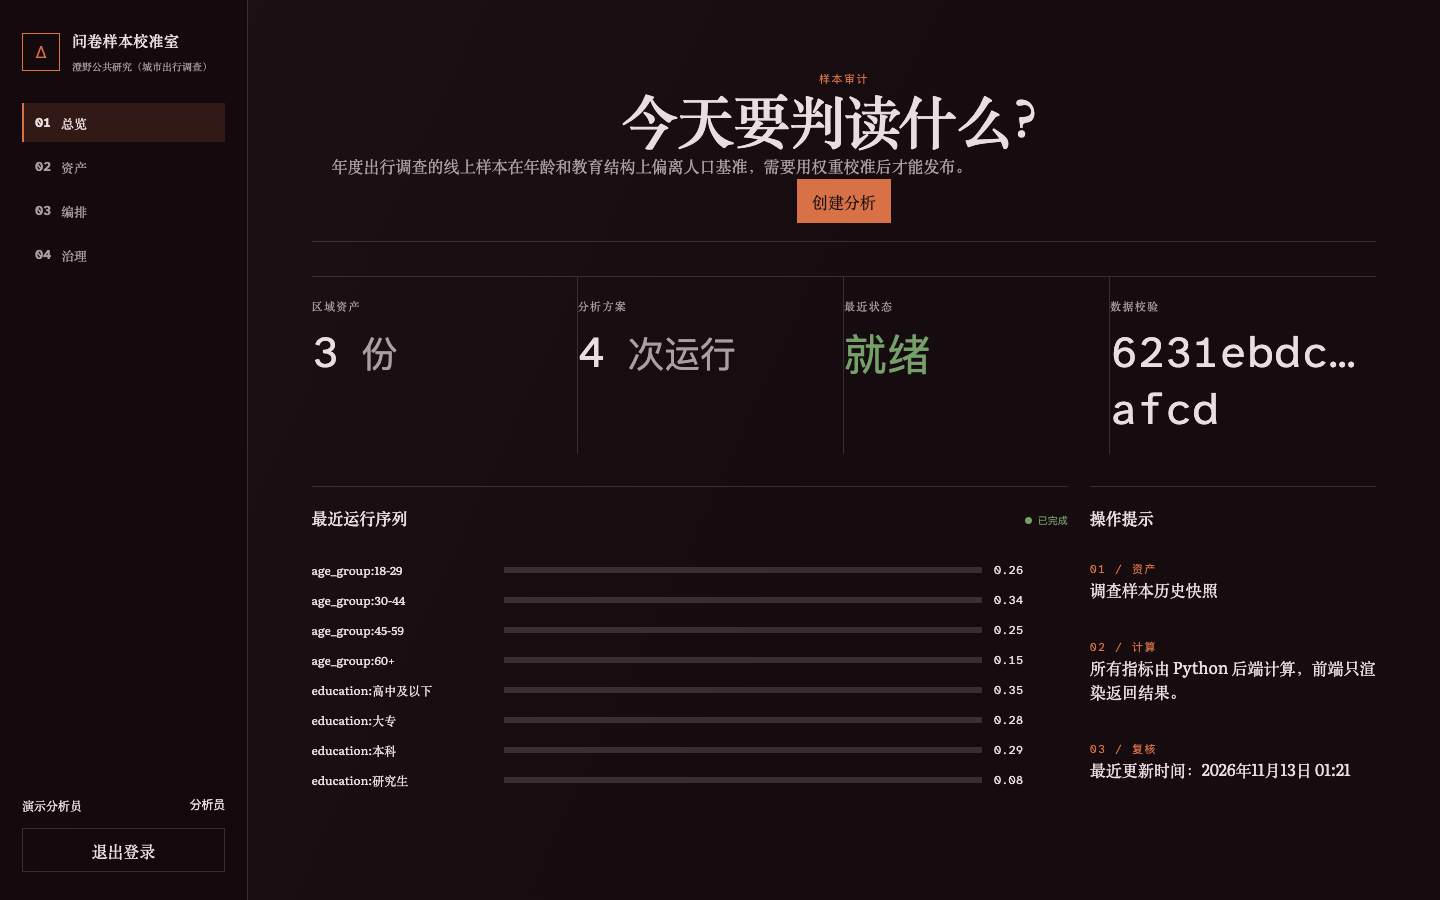 Δ
问卷样本校准室
澄野公共研究（城市出行调查）
01 总览
02 资产
03 编排
04 治理
演示分析员 分析员
退出登录
样本审计
今天要判读什么?
年度出行调查的线上样本在年龄和教育结构上偏离人口基准，需要用权重校准后才能发布。
创建分析
区域资产
3 份
分析方案
4 次运行
最近状态
就绪
数据校验
6231ebdc…
afcd
最近运行序列
已完成
age_group:18-29 0.26
age_group:30-44 0.34
age_group:45-59 0.25
age_group:60+ 0.15
education:高中及以下 0.35
education:大专 0.28
education:本科 0.29
education:研究生 0.08
操作提示
01 / 资产
调查样本历史快照
02 / 计算
所有指标由 Python 后端计算，前端只渲
染返回结果。
03 / 复核
最近更新时间：2026年11月13日 01:21